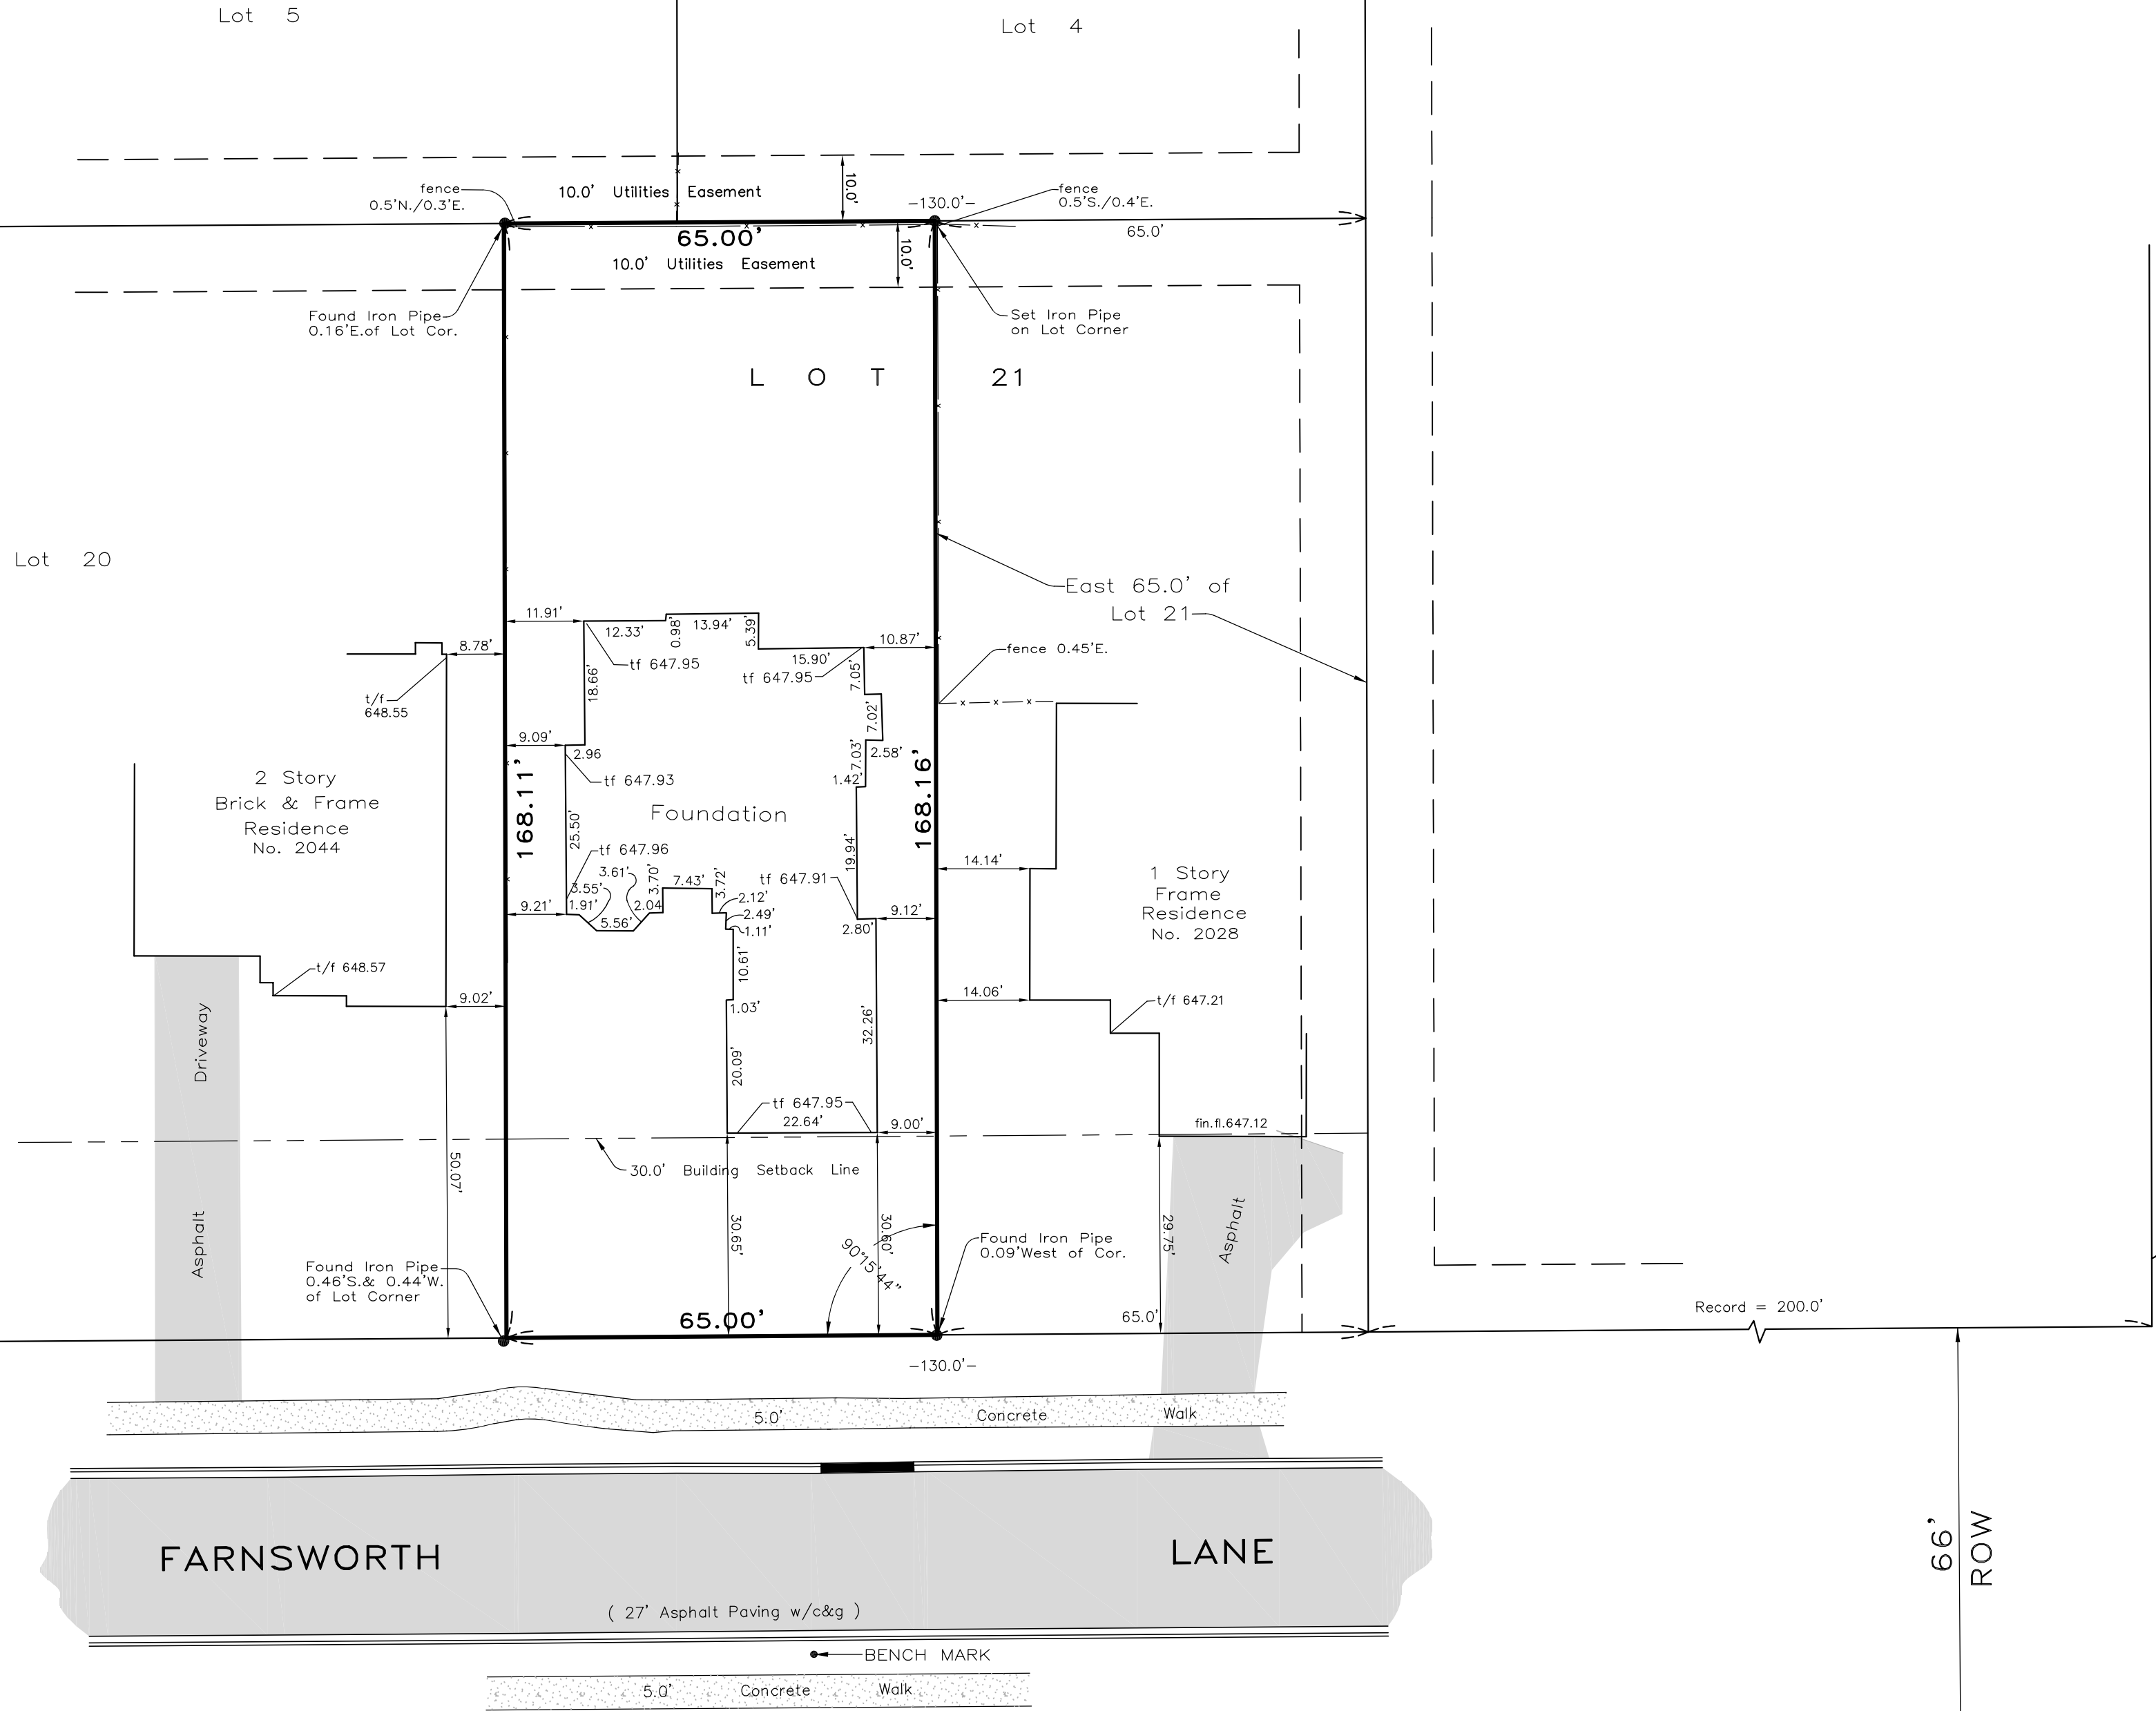 Lot 5
Lot 4
fence
0.5'N./0.3'E.
10.0' Utilities Easement
10.0'
-130.0'-
fence
0.5'S./0.4'E.
65.0'
65.00'
10.0' Utilities Easement
10.0'
Found Iron Pipe
0.16'E.of Lot Cor.
Set Iron Pipe
on Lot Corner
L O T 21
Lot 20
East 65.0' of
Lot 21
11.91'
12.33'
0.98'
13.94'
5.39'
15.90'
10.87'
8.78'
tf 647.95
tf 647.95
fence 0.45'E.
t/f
648.55
18.66'
7.05'
7.02'
9.09'
2.96
7.03'
2.58'
1.42'
tf 647.93
168.11'
168.16'
2 Story
Brick & Frame
Residence
No. 2044
Foundation
25.50'
tf 647.96
19.94'
14.14'
3.61'
3.70'
7.43'
3.72'
tf 647.91
3.55'
1.91'
5.56'
2.04
2.12'
2.49'
1.11'
9.21'
2.80'
9.12'
1 Story
Frame
Residence
No. 2028
t/f 648.57
9.02'
10.61'
1.03'
14.06'
t/f 647.21
Driveway
32.26'
20.09'
tf 647.95
22.64'
9.00'
fin.fl.647.12
30.0' Building Setback Line
50.07'
30.65'
30.60'
90°15'44"
29.75'
Asphalt
Asphalt
Found Iron Pipe
0.09'West of Cor.
Found Iron Pipe
0.46'S.& 0.44'W.
of Lot Corner
65.00'
65.0'
Record = 200.0'
-130.0'-
5.0' Concrete Walk
FARNSWORTH LANE
66'
ROW
( 27' Asphalt Paving w/c&g )
BENCH MARK
5.0' Concrete Walk